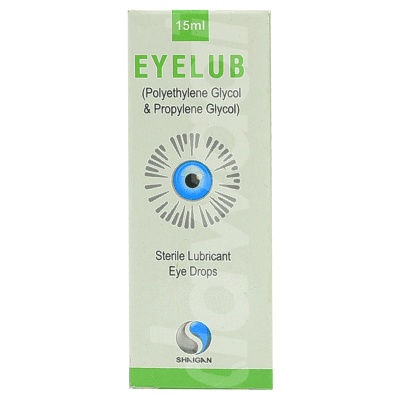 15ml
EYELUB
(Polyethylene Glycol
& Propylene Glycol)
Sterile Lubricant
Eye Drops
SHAIGAN